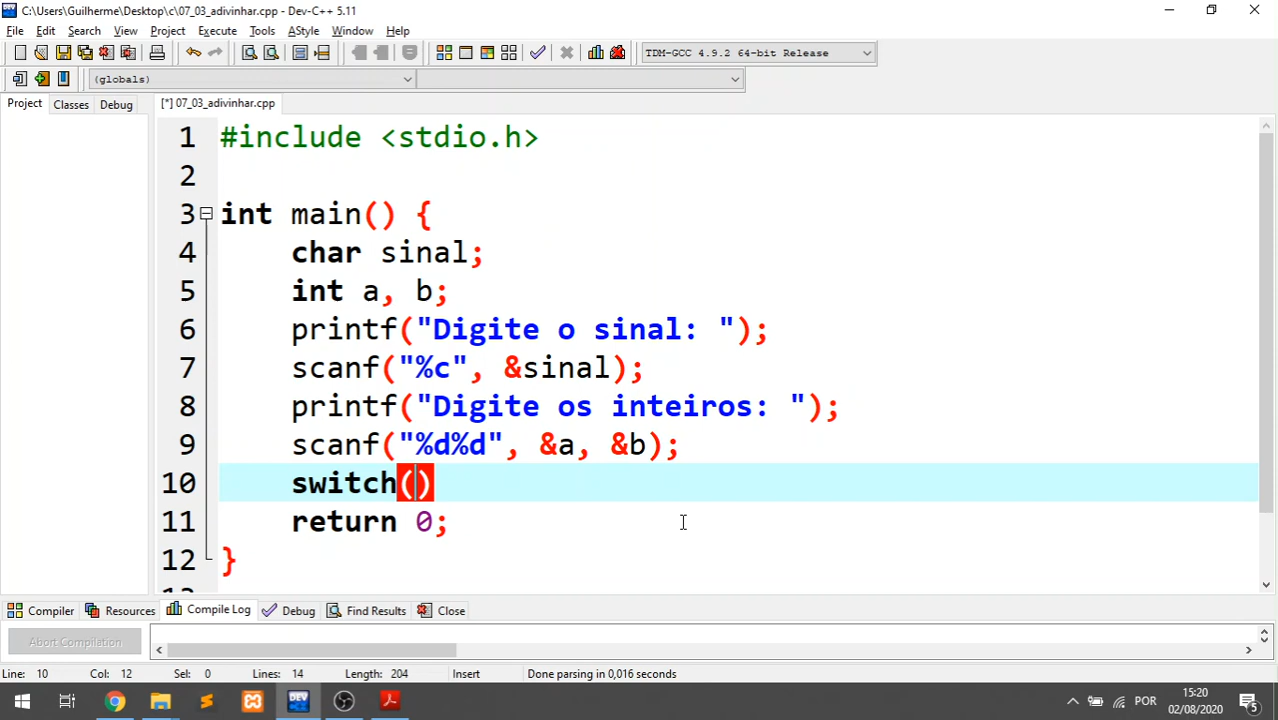 C:\Users\Guilherme\Desktop\c\07_03_adivinhar.cpp - Dev-C++ 5.11
File Edit Search View Project Execute Tools AStyle Window Help
TDM-GCC 4.9.2 64-bit Release
(globals)
Project Classes Debug [*] 07_03_adivinhar.cpp
1 #include <stdio.h>
2
3 int main() {
4 char sinal;
5 int a, b;
6 printf("Digite o sinal: ");
7 scanf("%c", &sinal);
8 printf("Digite os inteiros: ");
9 scanf("%d%d", &a, &b);
10 switch()
11 return 0;
12 }
Compiler Resources Compile Log Debug Find Results Close
Abort Compilation
Line: 10 Col: 12 Sel: 0 Lines: 14 Length: 204 Insert Done parsing in 0,016 seconds
DEV POR 15:20
02/08/2020 5